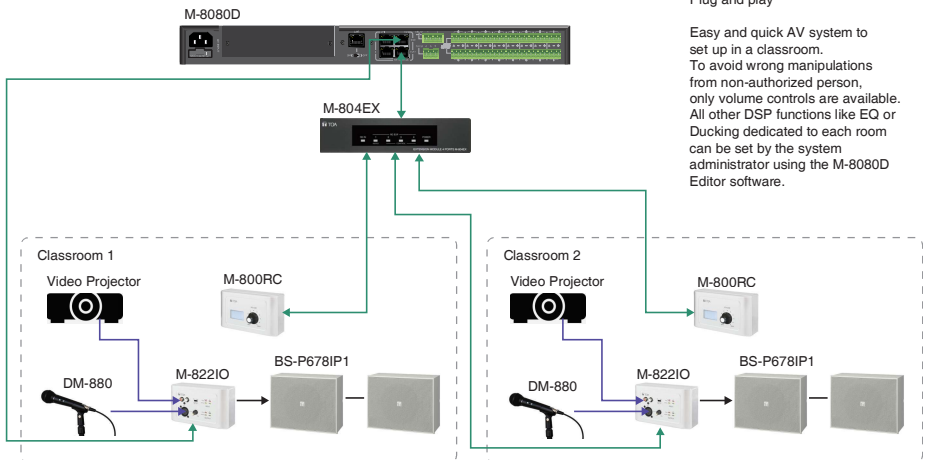 M-8080D
Plug and play
Easy and quick AV system to
set up in a classroom.
To avoid wrong manipulations
from non-authorized person,
only volume controls are available.
All other DSP functions like EQ or
Ducking dedicated to each room
can be set by the system
administrator using the M-8080D
Editor software.
M-804EX
TOA
Classroom 1
Video Projector
M-800RC
DM-880
M-822IO
BS-P678IP1
Classroom 2
Video Projector
M-800RC
DM-880
M-822IO
BS-P678IP1